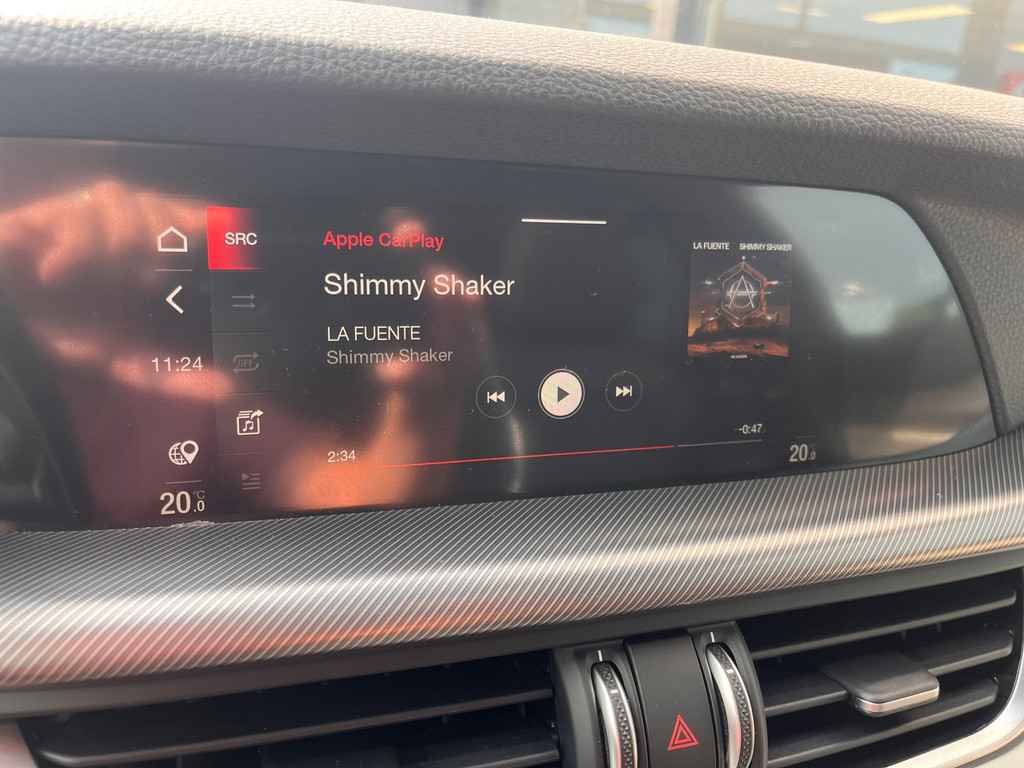 SRC
Apple CarPlay
Shimmy Shaker
LA FUENTE
Shimmy Shaker
11:24
2:34
-0:47
20.0 °C
20.0
LA FUENTE SHIMMY SHAKER